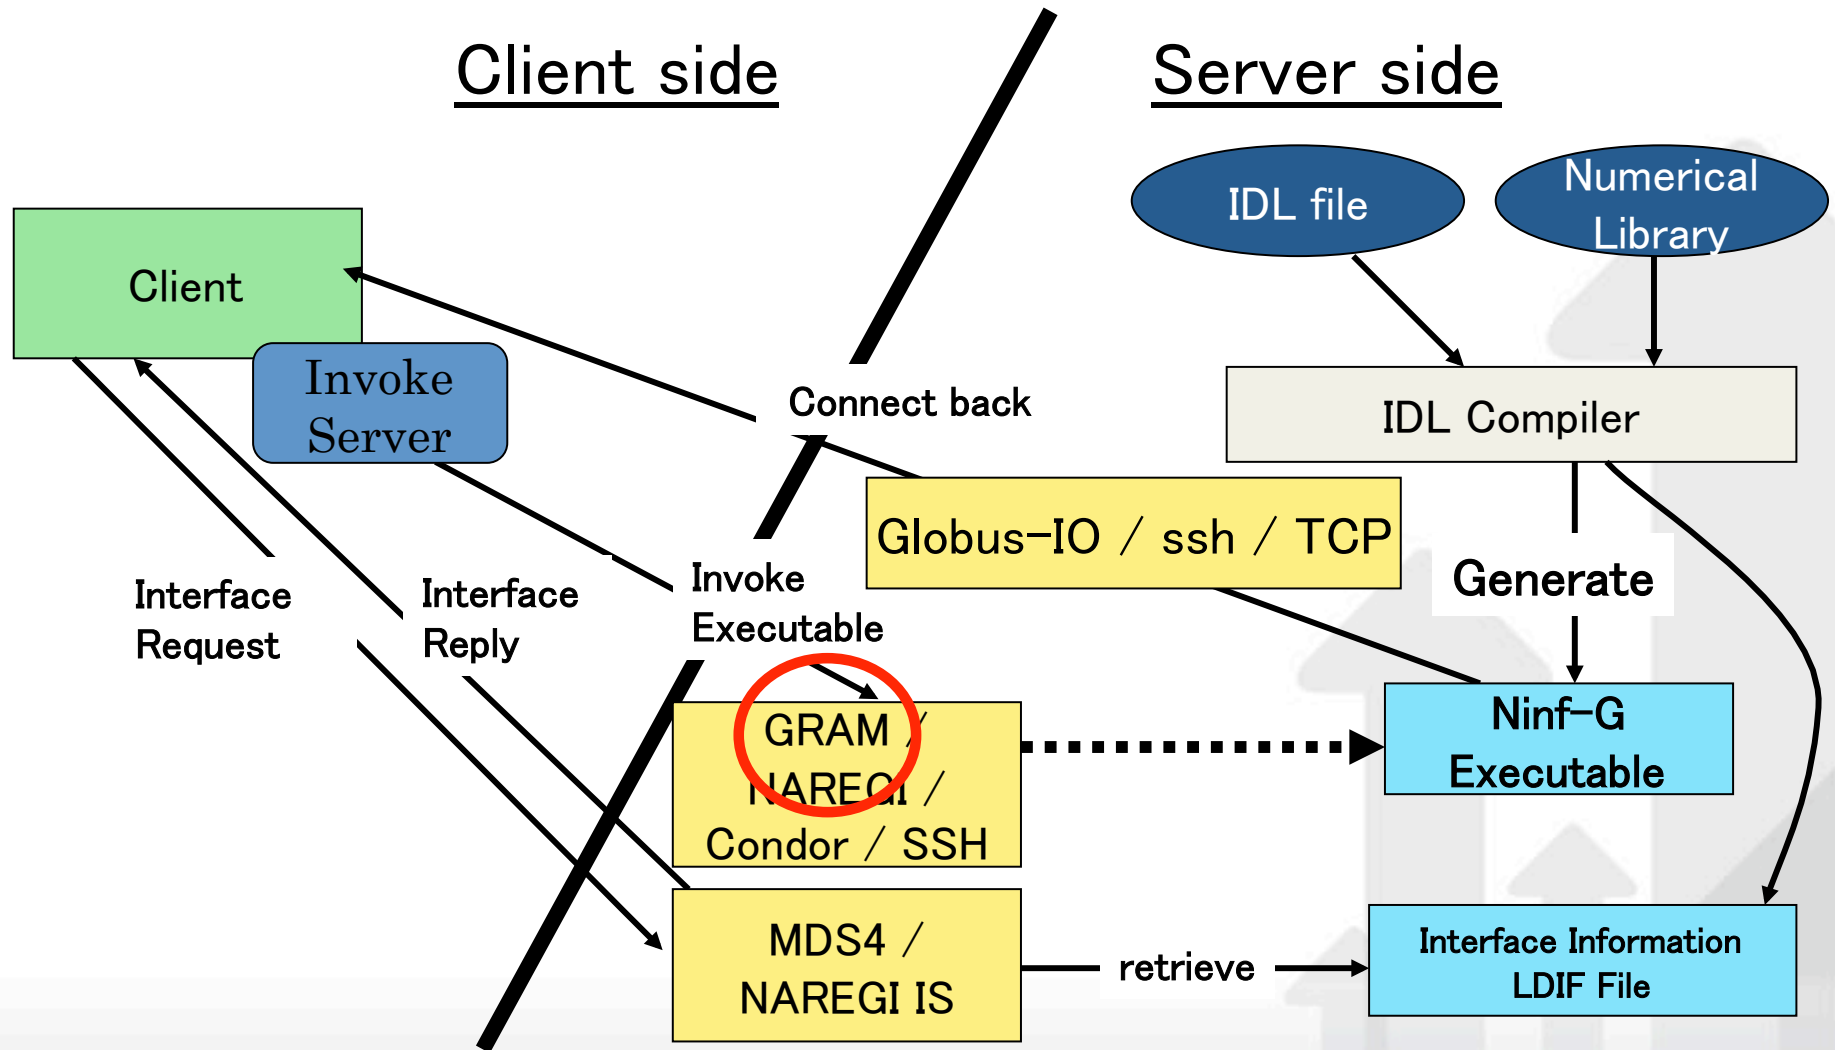 Client side
Server side
IDL file
Numerical
Library
Client
Invoke
Server
Connect back
IDL Compiler
Globus-IO / ssh / TCP
Generate
Interface
Request
Interface
Reply
Invoke
Executable
GRAM /
NAREGI /
Condor / SSH
Ninf-G
Executable
MDS4 /
NAREGI IS
retrieve
Interface Information
LDIF File